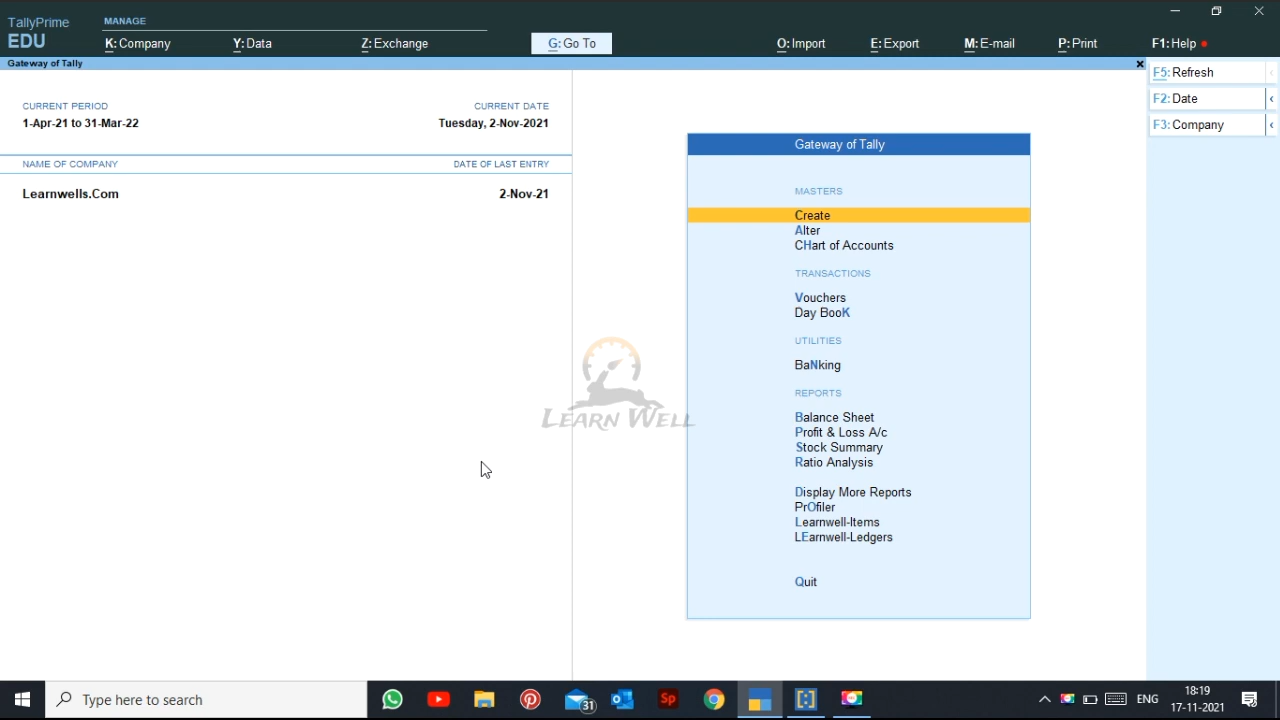 TallyPrime
EDU
MANAGE
K: Company
Y: Data
Z: Exchange
G: Go To
O: Import
E: Export
M: E-mail
P: Print
F1: Help
Gateway of Tally
F5: Refresh
F2: Date
F3: Company
CURRENT PERIOD
CURRENT DATE
1-Apr-21 to 31-Mar-22
Tuesday, 2-Nov-2021
NAME OF COMPANY
DATE OF LAST ENTRY
Learnwells.Com
2-Nov-21
Gateway of Tally
MASTERS
Create
Alter
CHart of Accounts
TRANSACTIONS
Vouchers
Day BooK
UTILITIES
BaNking
REPORTS
Balance Sheet
Profit & Loss A/c
Stock Summary
Ratio Analysis
Display More Reports
PrOfiler
Learnwell-Items
LEarnwell-Ledgers
Quit
LEARN WELL
Type here to search
31
Sp
ENG
18:19
17-11-2021